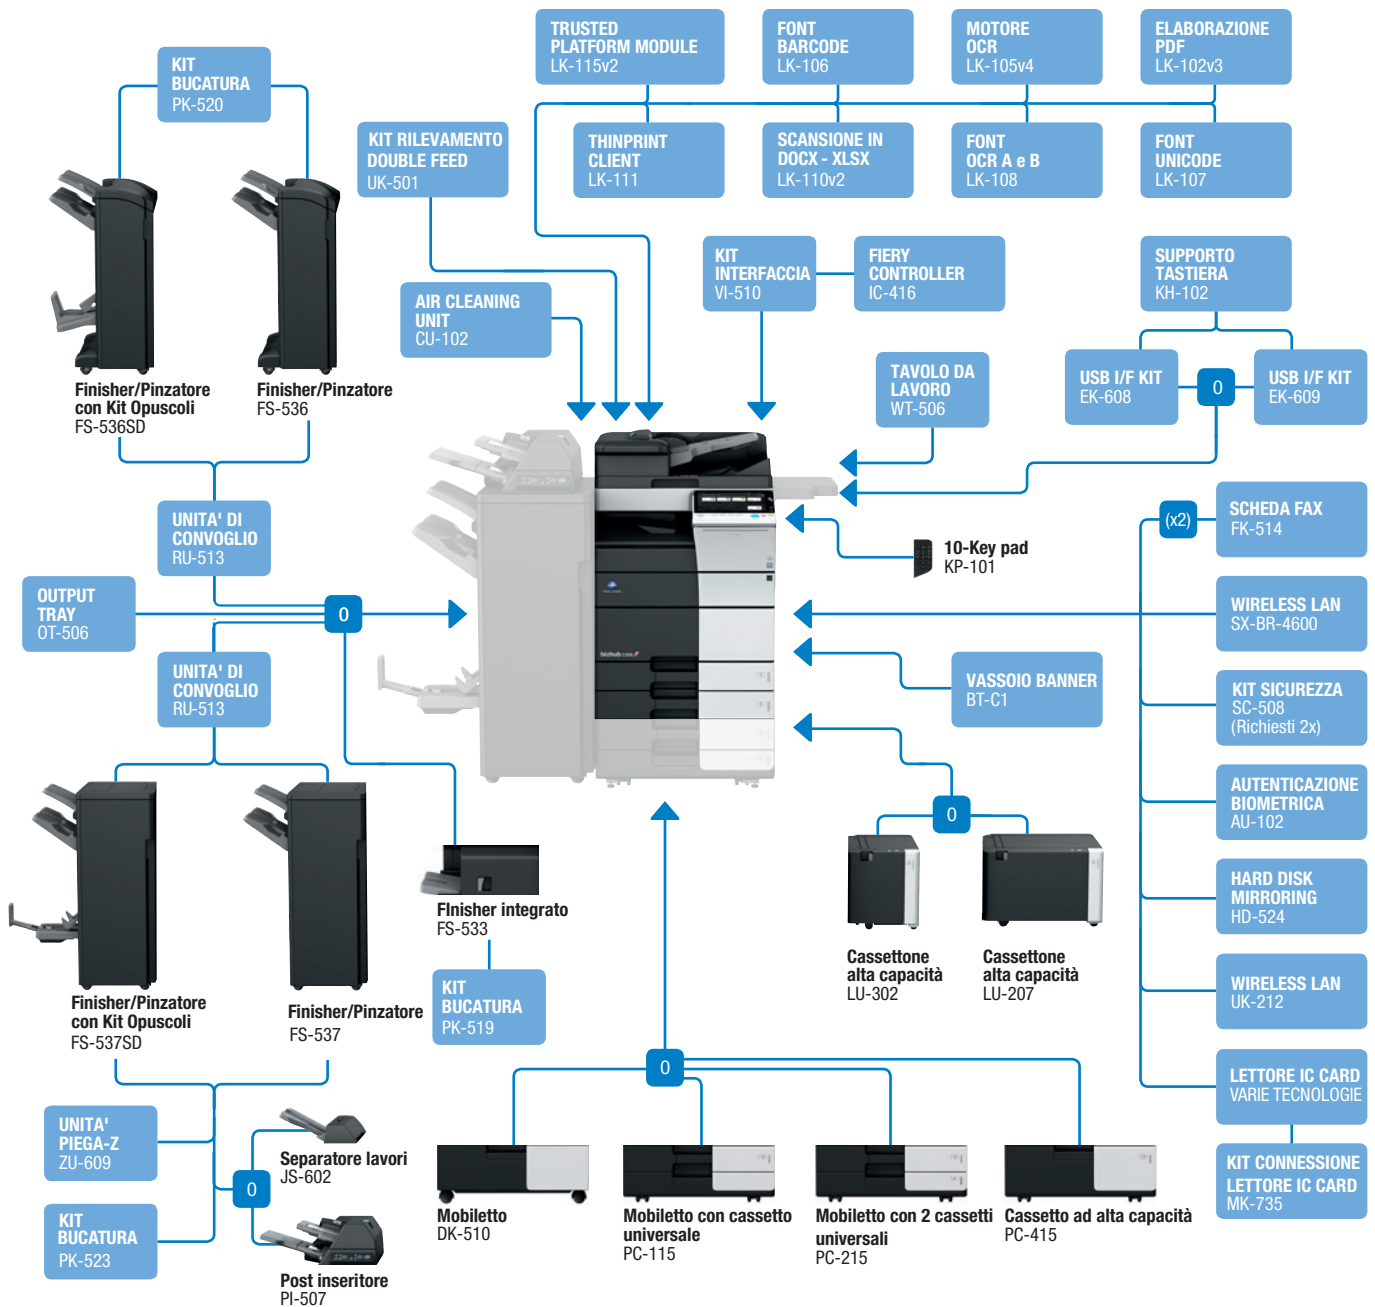 TRUSTED
PLATFORM MODULE
LK-115v2
FONT
BARCODE
LK-106
MOTORE
OCR
LK-105v4
ELABORAZIONE
PDF
LK-102v3
KIT
BUCATURA
PK-520
KIT RILEVAMENTO
DOUBLE FEED
UK-501
THINPRINT
CLIENT
LK-111
SCANSIONE IN
DOCX - XLSX
LK-110v2
FONT
OCR A e B
LK-108
FONT
UNICODE
LK-107
KIT
INTERFACCIA
VI-510
FIERY
CONTROLLER
IC-416
SUPPORTO
TASTIERA
KH-102
AIR CLEANING
UNIT
CU-102
TAVOLO DA
LAVORO
WT-506
USB I/F KIT
EK-608
O
USB I/F KIT
EK-609
Finisher/Pinzatore
con Kit Opuscoli
FS-536SD
Finisher/Pinzatore
FS-536
UNITA' DI
CONVOGLIO
RU-513
(x2)
SCHEDA FAX
FK-514
10-Key pad
KP-101
OUTPUT
TRAY
OT-506
O
WIRELESS LAN
SX-BR-4600
UNITA' DI
CONVOGLIO
RU-513
bizhub
VASSOIO BANNER
BT-C1
KIT SICUREZZA
SC-508
(Richiesti 2x)
AUTENTICAZIONE
BIOMETRICA
AU-102
O
HARD DISK
MIRRORING
HD-524
FInisher integrato
FS-533
Cassettone
alta capacità
LU-302
Cassettone
alta capacità
LU-207
WIRELESS LAN
UK-212
Finisher/Pinzatore
con Kit Opuscoli
FS-537SD
Finisher/Pinzatore
FS-537
KIT
BUCATURA
PK-519
O
LETTORE IC CARD
VARIE TECNOLOGIE
UNITA'
PIEGA-Z
ZU-609
Separatore lavori
JS-602
O
KIT CONNESSIONE
LETTORE IC CARD
MK-735
KIT
BUCATURA
PK-523
Mobiletto
DK-510
Mobiletto con cassetto
universale
PC-115
Mobiletto con 2 cassetti
universali
PC-215
Cassetto ad alta capacità
PC-415
Post inseritore
PI-507